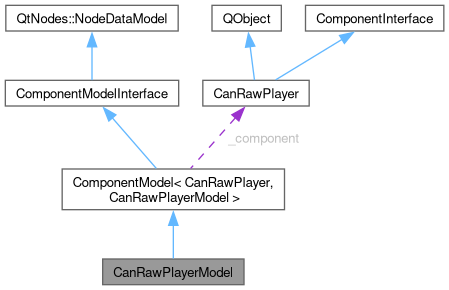 QtNodes::NodeDataModel
QObject
ComponentInterface
ComponentModelInterface
CanRawPlayer
_component
ComponentModel< CanRawPlayer,
CanRawPlayerModel >
CanRawPlayerModel